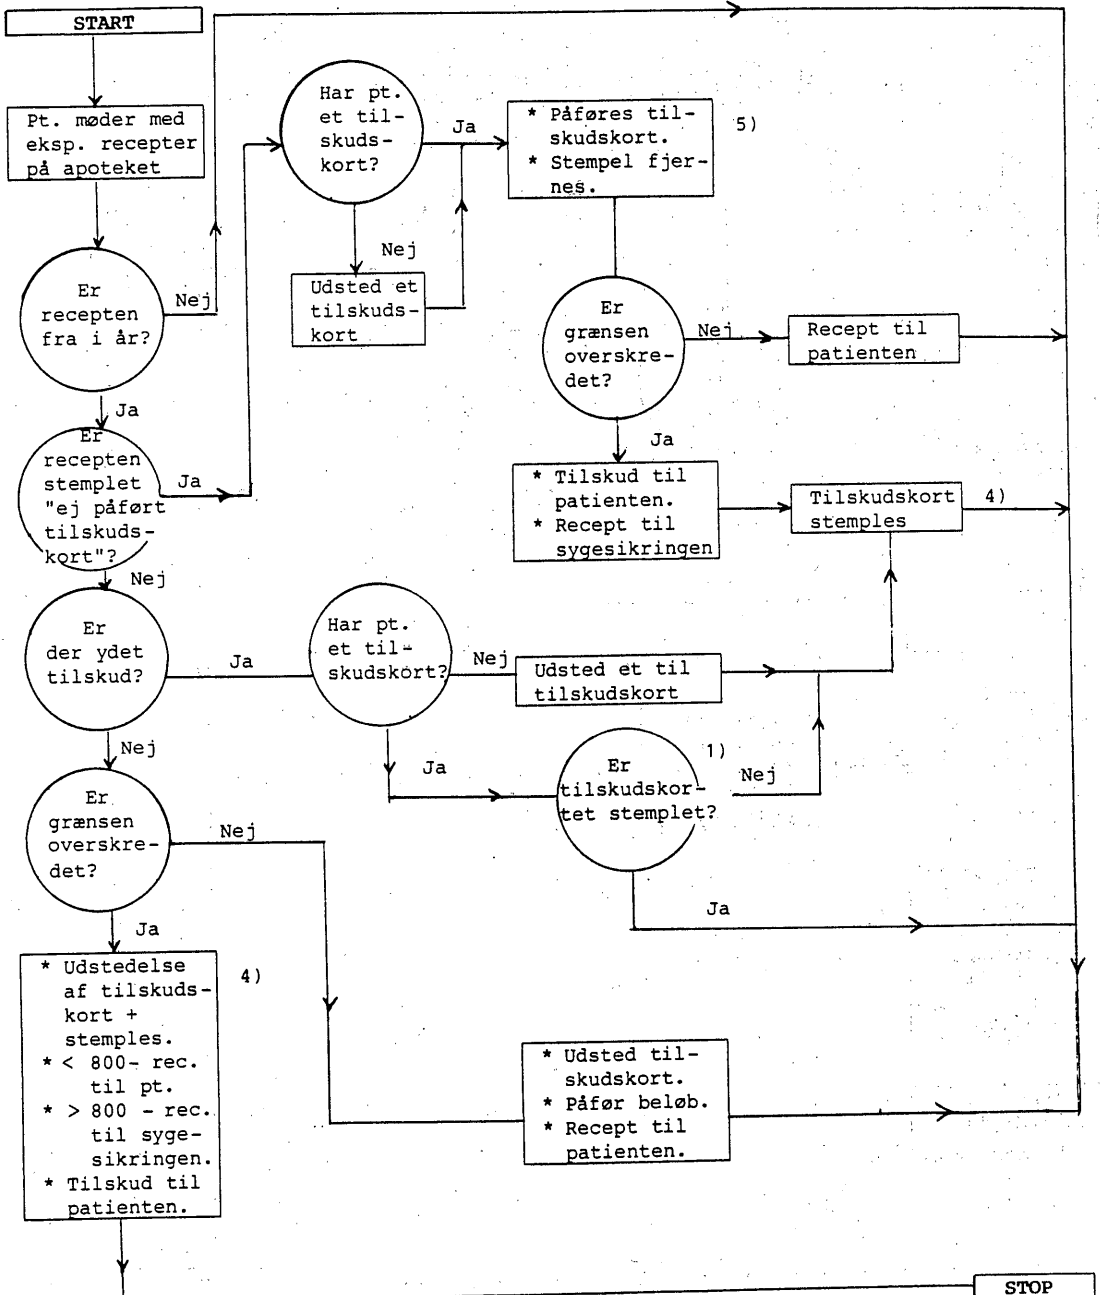 START
Pt. møder med
eksp. recepter
på apoteket
Er
recepten
fra i år?
Nej
Ja
Er
recepten
stemplet
"ej påført
tilskuds-
kort"?
Ja
Nej
Har pt.
et til-
skuds-
kort?
Ja
Nej
Udsted et
tilskuds-
kort
* Påføres til-
skudskort.
* Stempel fjer-
nes.
5)
Er
grænsen
overskre-
det?
Nej
Recept til
patienten
Ja
* Tilskud til
patienten.
* Recept til
sygesikringen
Tilskudskort
stemples
4)
Er
der ydet
tilskud?
Ja
Har pt.
et til-
skudskort?
Nej
Udsted et til
tilskudskort
Ja
Er
tilskudskor-
tet stemplet?
1)
Nej
Ja
Nej
Er
grænsen
overskre-
det?
Nej
Ja
* Udstedelse
af tilskuds-
kort +
stemples.
* < 800- rec.
til pt.
* > 800 - rec.
til syge-
sikringen.
* Tilskud til
patienten.
4)
* Udsted til-
skudskort.
* Påfør beløb.
* Recept til
patienten.
STOP